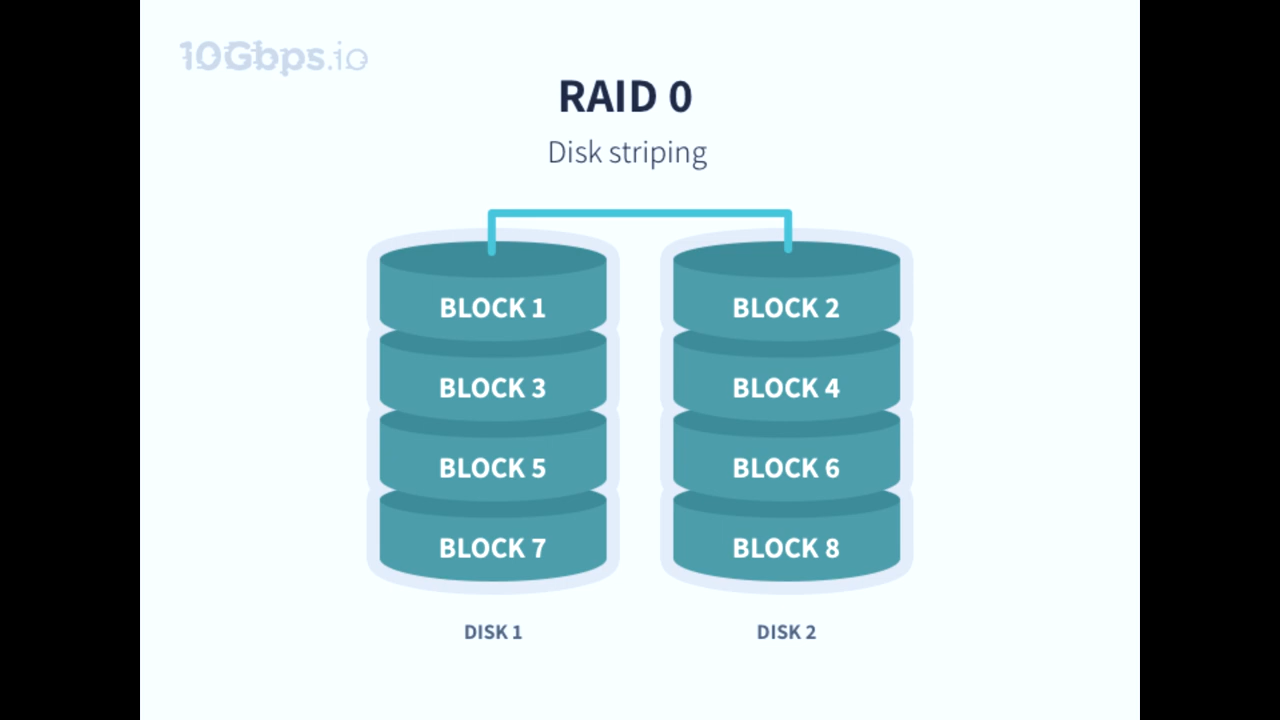 10Gbps.io
RAID 0
Disk striping
BLOCK 1
BLOCK 2
BLOCK 3
BLOCK 4
BLOCK 5
BLOCK 6
BLOCK 7
BLOCK 8
DISK 1
DISK 2